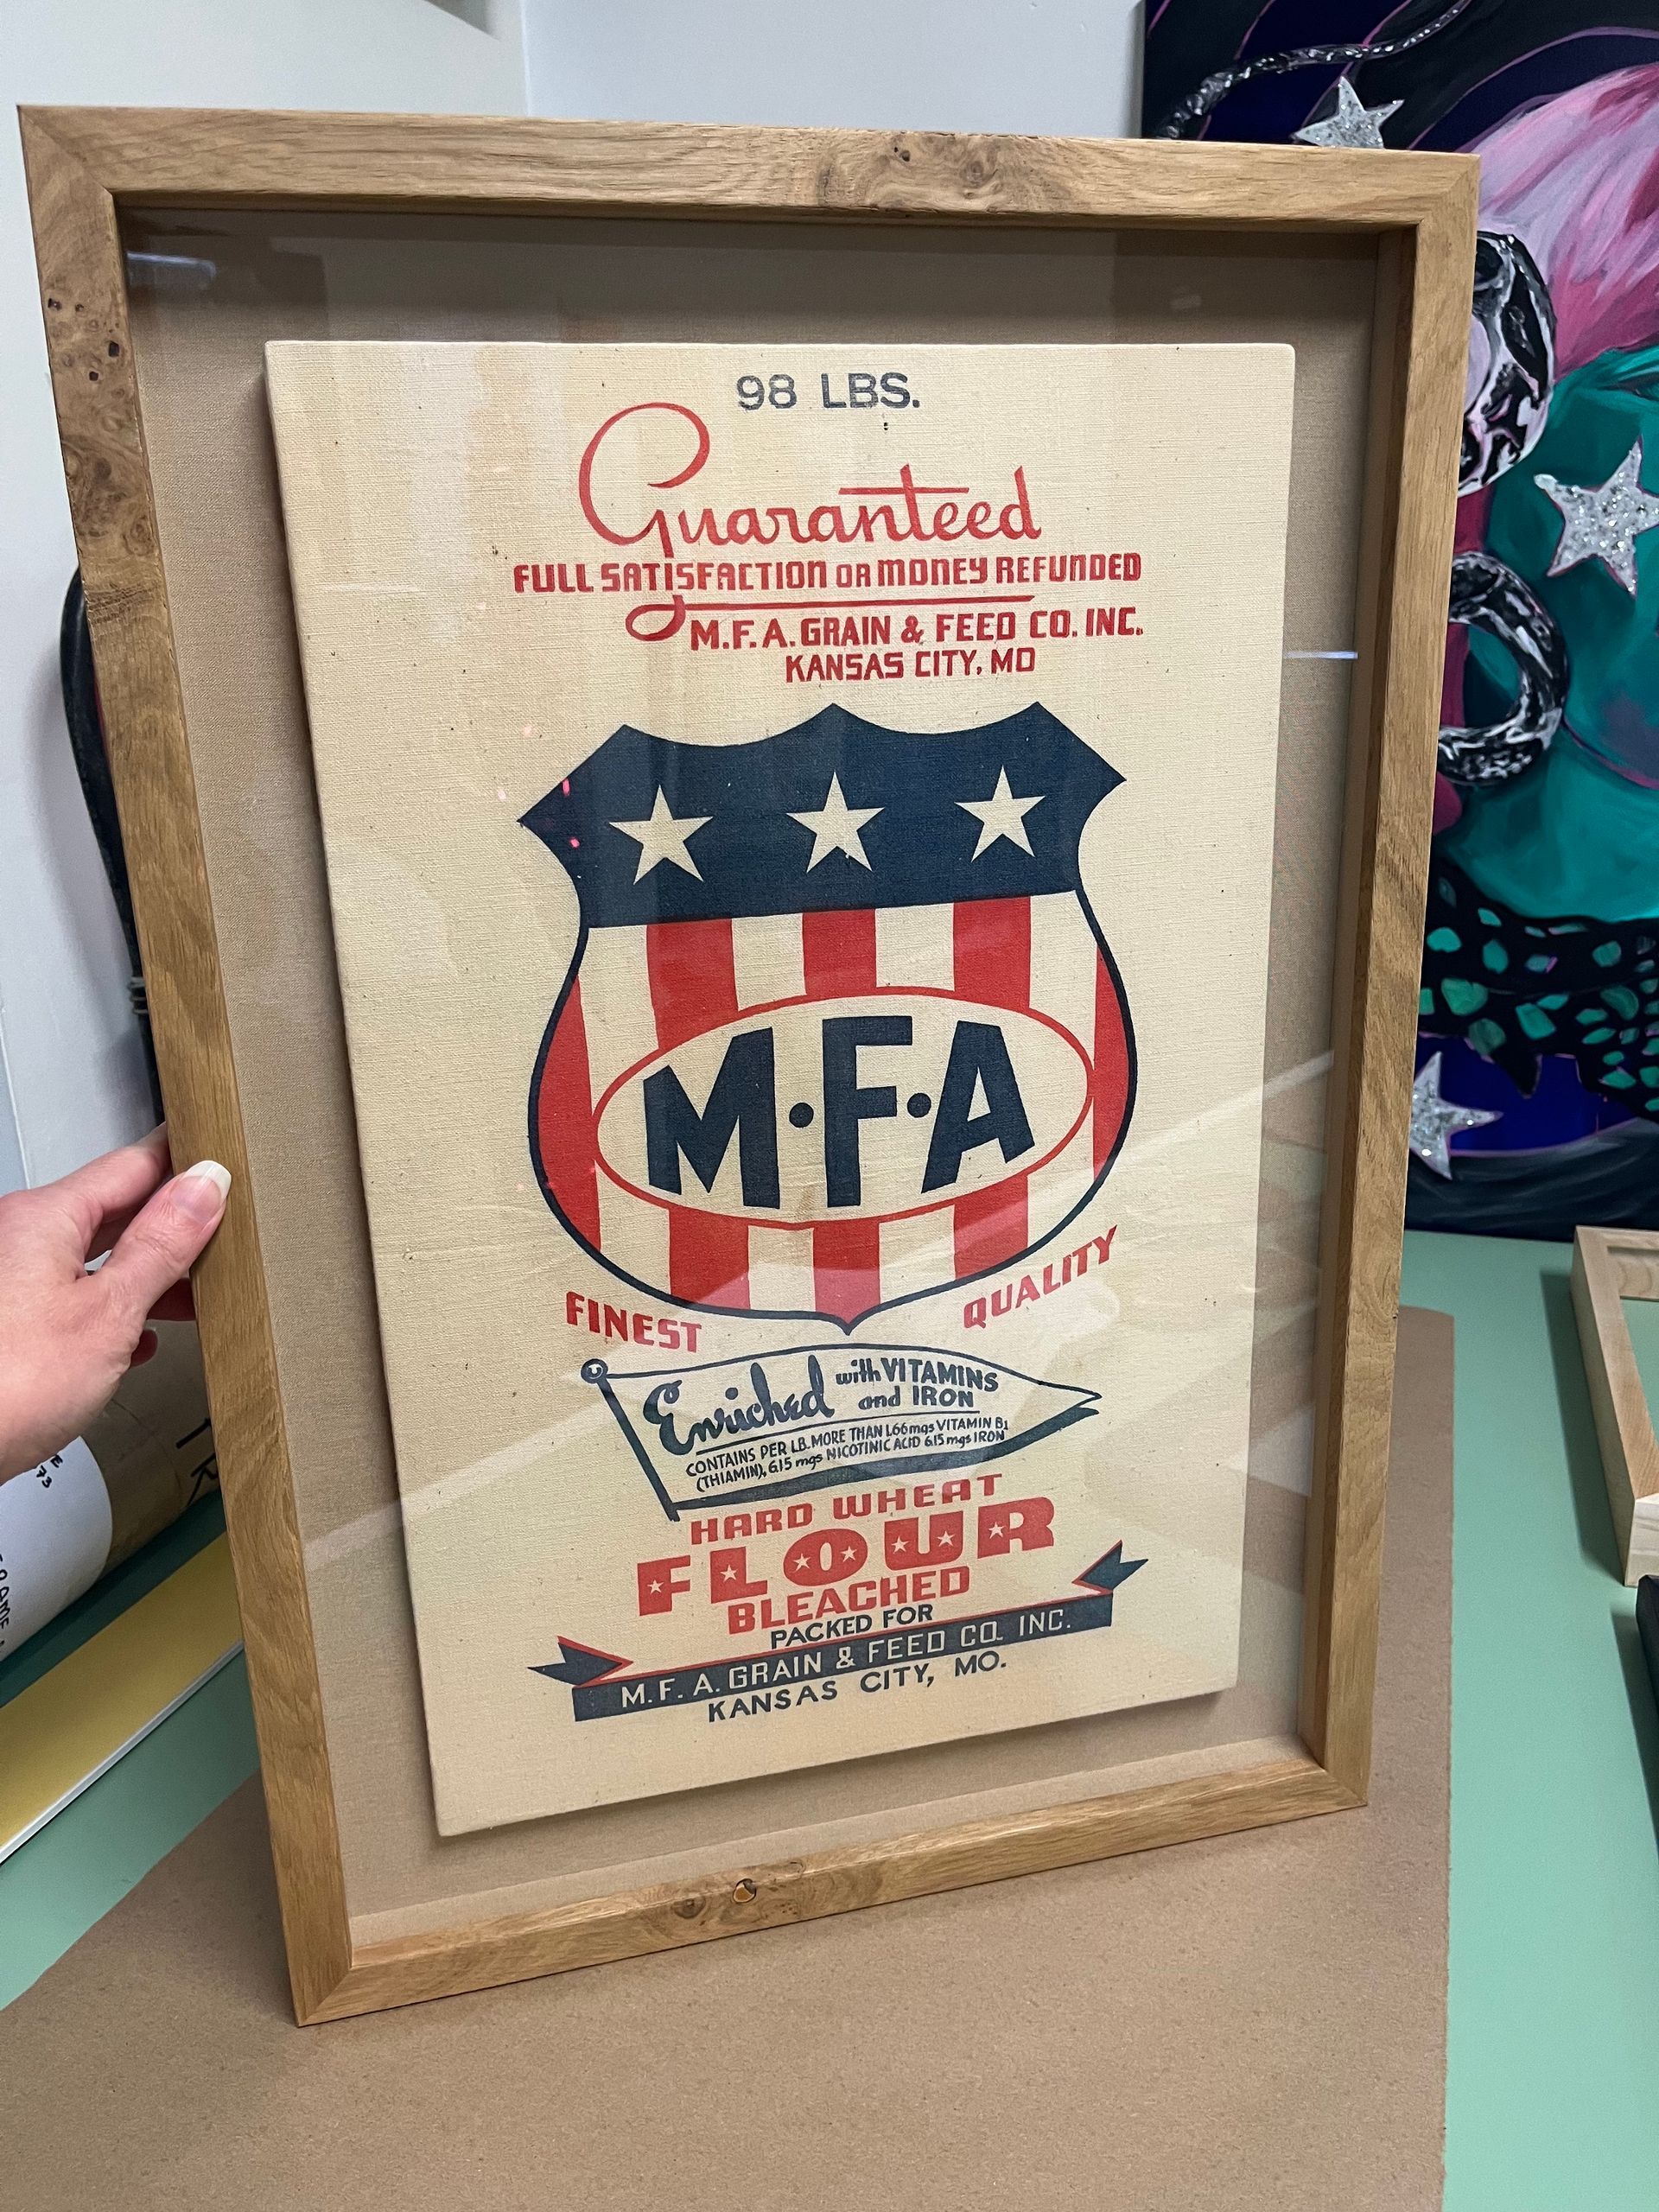 98 LBS.
Guaranteed
FULL SATISFACTION OR MONEY REFUNDED
M.F.A. GRAIN & FEED CO. INC.
KANSAS CITY, MO
M·F·A
FINEST QUALITY
Enriched with VITAMINS
and IRON
CONTAINS PER LB. MORE THAN 1.66 mgs VITAMIN B1
(THIAMIN), 6.15 mgs NICOTINIC ACID 6.15 mgs IRON
HARD WHEAT
FLOUR
BLEACHED
PACKED FOR
M.F.A. GRAIN & FEED CO. INC.
KANSAS CITY, MO.
73